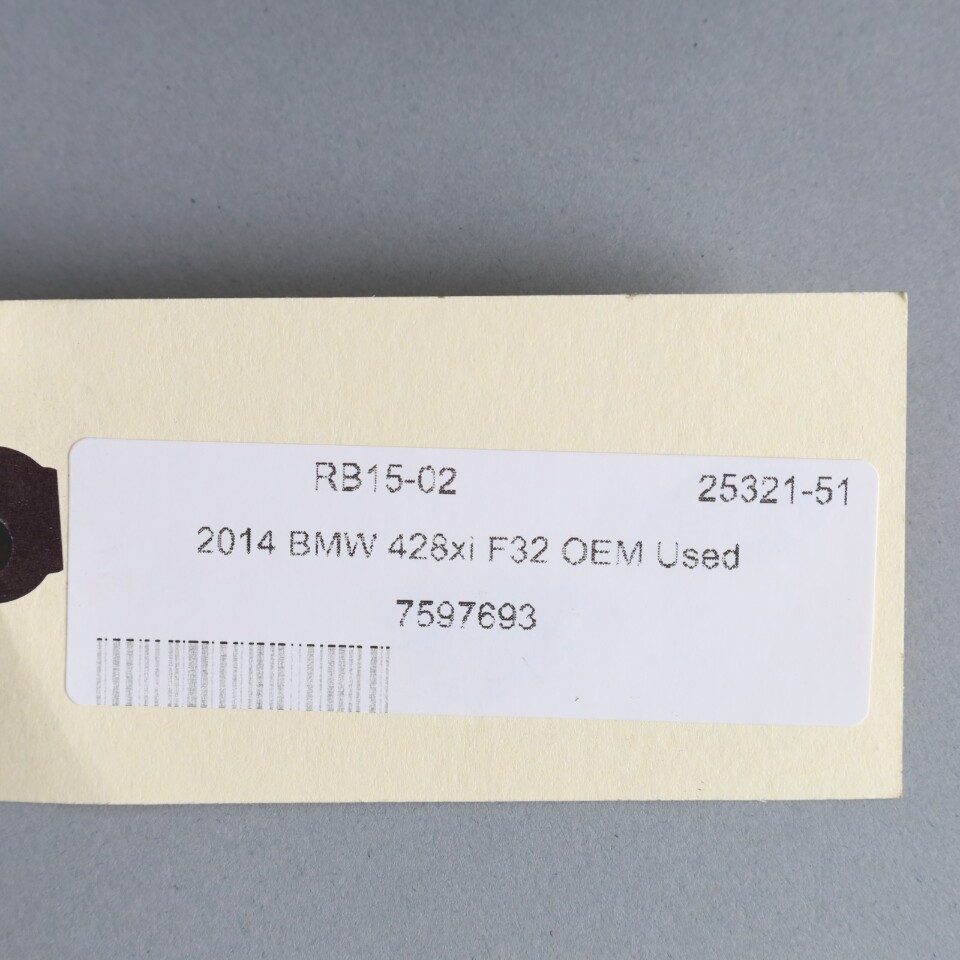 RB15-02 25321-51
2014 BMW 428xi F32 OEM Used
7597693